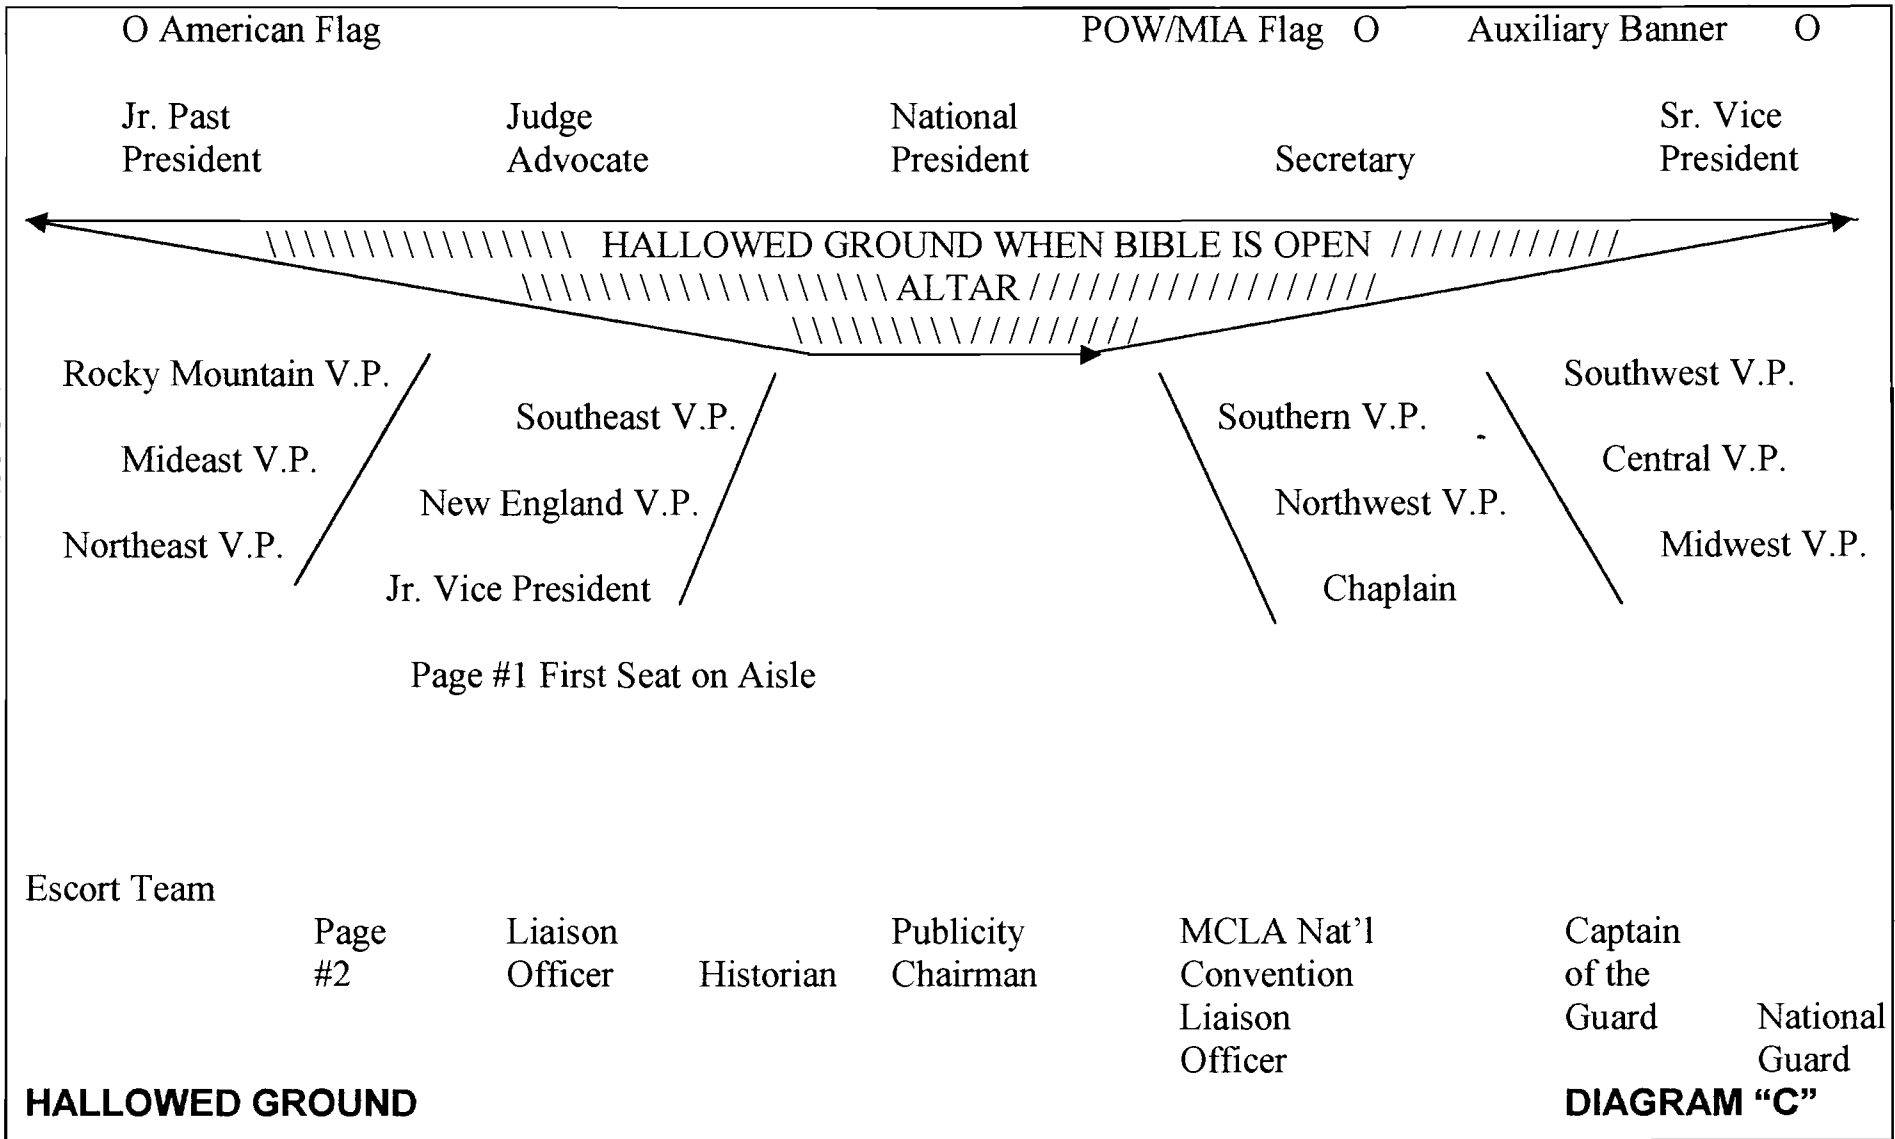 O American Flag POW/MIA Flag O Auxiliary Banner O
Jr. Past Judge National Sr. Vice
President Advocate President Secretary President
\\\\\\\\\\\\\\\\ HALLOWED GROUND WHEN BIBLE IS OPEN ///////////
\\\\\\\\\\\\\\\\\\ ALTAR //////////////////
\\\\\\\\\//////////
Rocky Mountain V.P. Southwest V.P.
Southeast V.P. Southern V.P.
Mideast V.P. Central V.P.
New England V.P. Northwest V.P.
Northeast V.P. Midwest V.P.
Jr. Vice President Chaplain
Page #1 First Seat on Aisle
Escort Team
Page Liaison Publicity MCLA Nat’l Captain
#2 Officer Historian Chairman Convention of the
Liaison Guard National
Officer Guard
HALLOWED GROUND DIAGRAM “C”